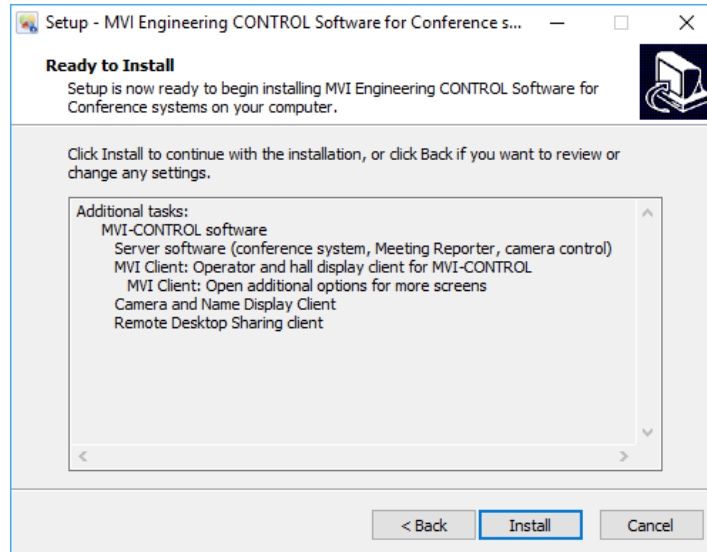 Setup - MVI Engineering CONTROL Software for Conference s...
Ready to Install
Setup is now ready to begin installing MVI Engineering CONTROL Software for
Conference systems on your computer.
Click Install to continue with the installation, or click Back if you want to review or
change any settings.
Additional tasks:
MVI-CONTROL software
Server software (conference system, Meeting Reporter, camera control)
MVI Client: Operator and hall display client for MVI-CONTROL
MVI Client: Open additional options for more screens
Camera and Name Display Client
Remote Desktop Sharing client
< Back
Install
Cancel